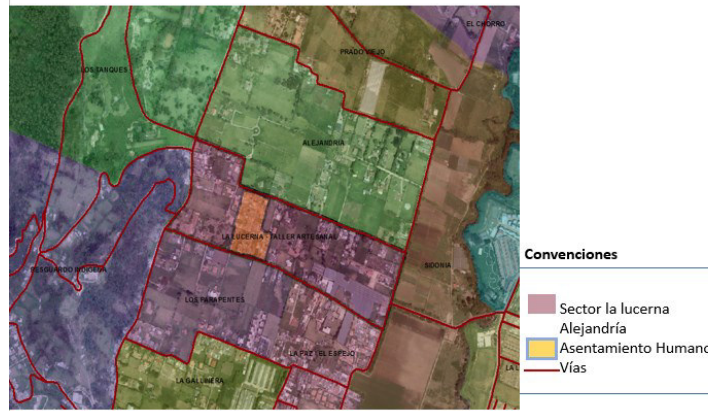 EL CHORRO
PRADO VIEJO
LOS TANQUES
ALEJANDRIA
LA LUCERNA - TALLER ARTESANAL
SIDONIA
RESGUARDO INDIGENA
LOS PARAPENTES
LA PAZ - EL ESPEJO
LA GALLINERA
Convenciones
Sector la lucerna
Alejandría
Asentamiento Humano
Vías